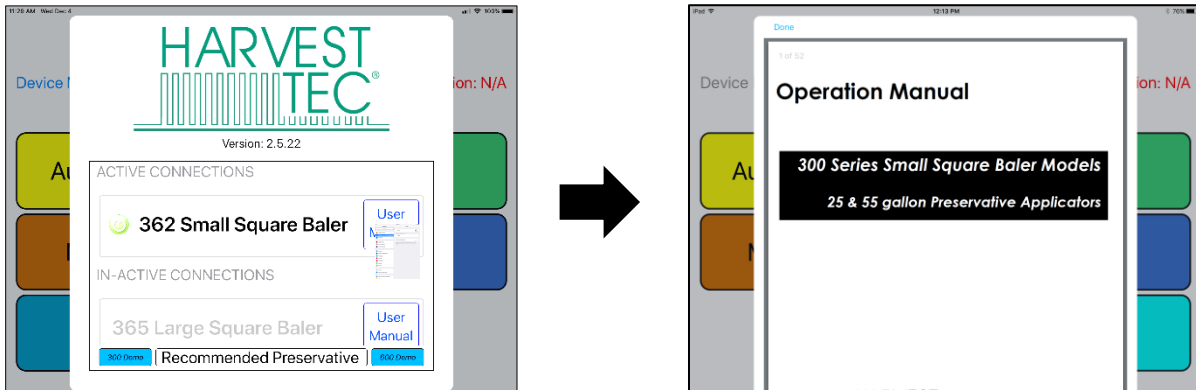 11:29 AM Wed Dec 4
100%
HARVEST
TEC®
Version: 2.5.22
Device
ion: N/A
ACTIVE CONNECTIONS
362 Small Square Baler
User
IN-ACTIVE CONNECTIONS
365 Large Square Baler
User
Manual
300 Demo
Recommended Preservative
600 Demo
iPad
12:13 PM
76%
Done
1 of 52
Device
ion: N/A
Operation Manual
300 Series Small Square Baler Models
25 & 55 gallon Preservative Applicators